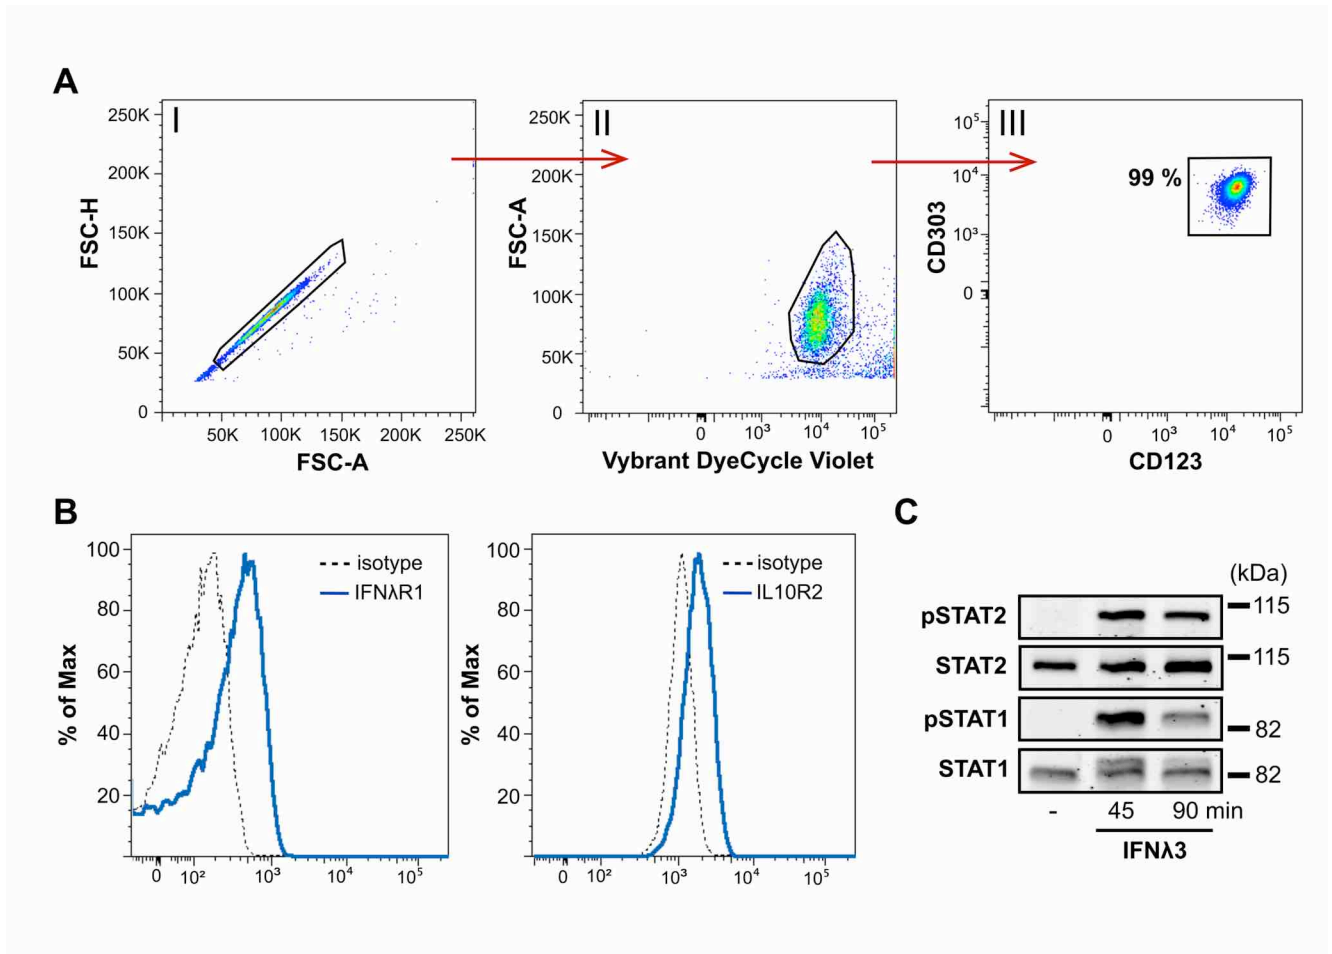 A
I
II
III
250K
200K
150K
100K
50K
0
FSC-H
50K
100K
150K
200K
250K
FSC-A
250K
200K
150K
100K
50K
0
FSC-A
0
10³
10⁴
10⁵
Vybrant DyeCycle Violet
10⁵
10⁴
10³
0
CD303
99 %
0
10³
10⁴
10⁵
CD123
B
100
80
60
40
20
% of Max
isotype
IFNλR1
0
10²
10³
10⁴
10⁵
100
80
60
40
20
% of Max
isotype
IL10R2
0
10²
10³
10⁴
10⁵
C
(kDa)
pSTAT2
115
STAT2
115
pSTAT1
82
STAT1
82
- 45 90 min
IFNλ3